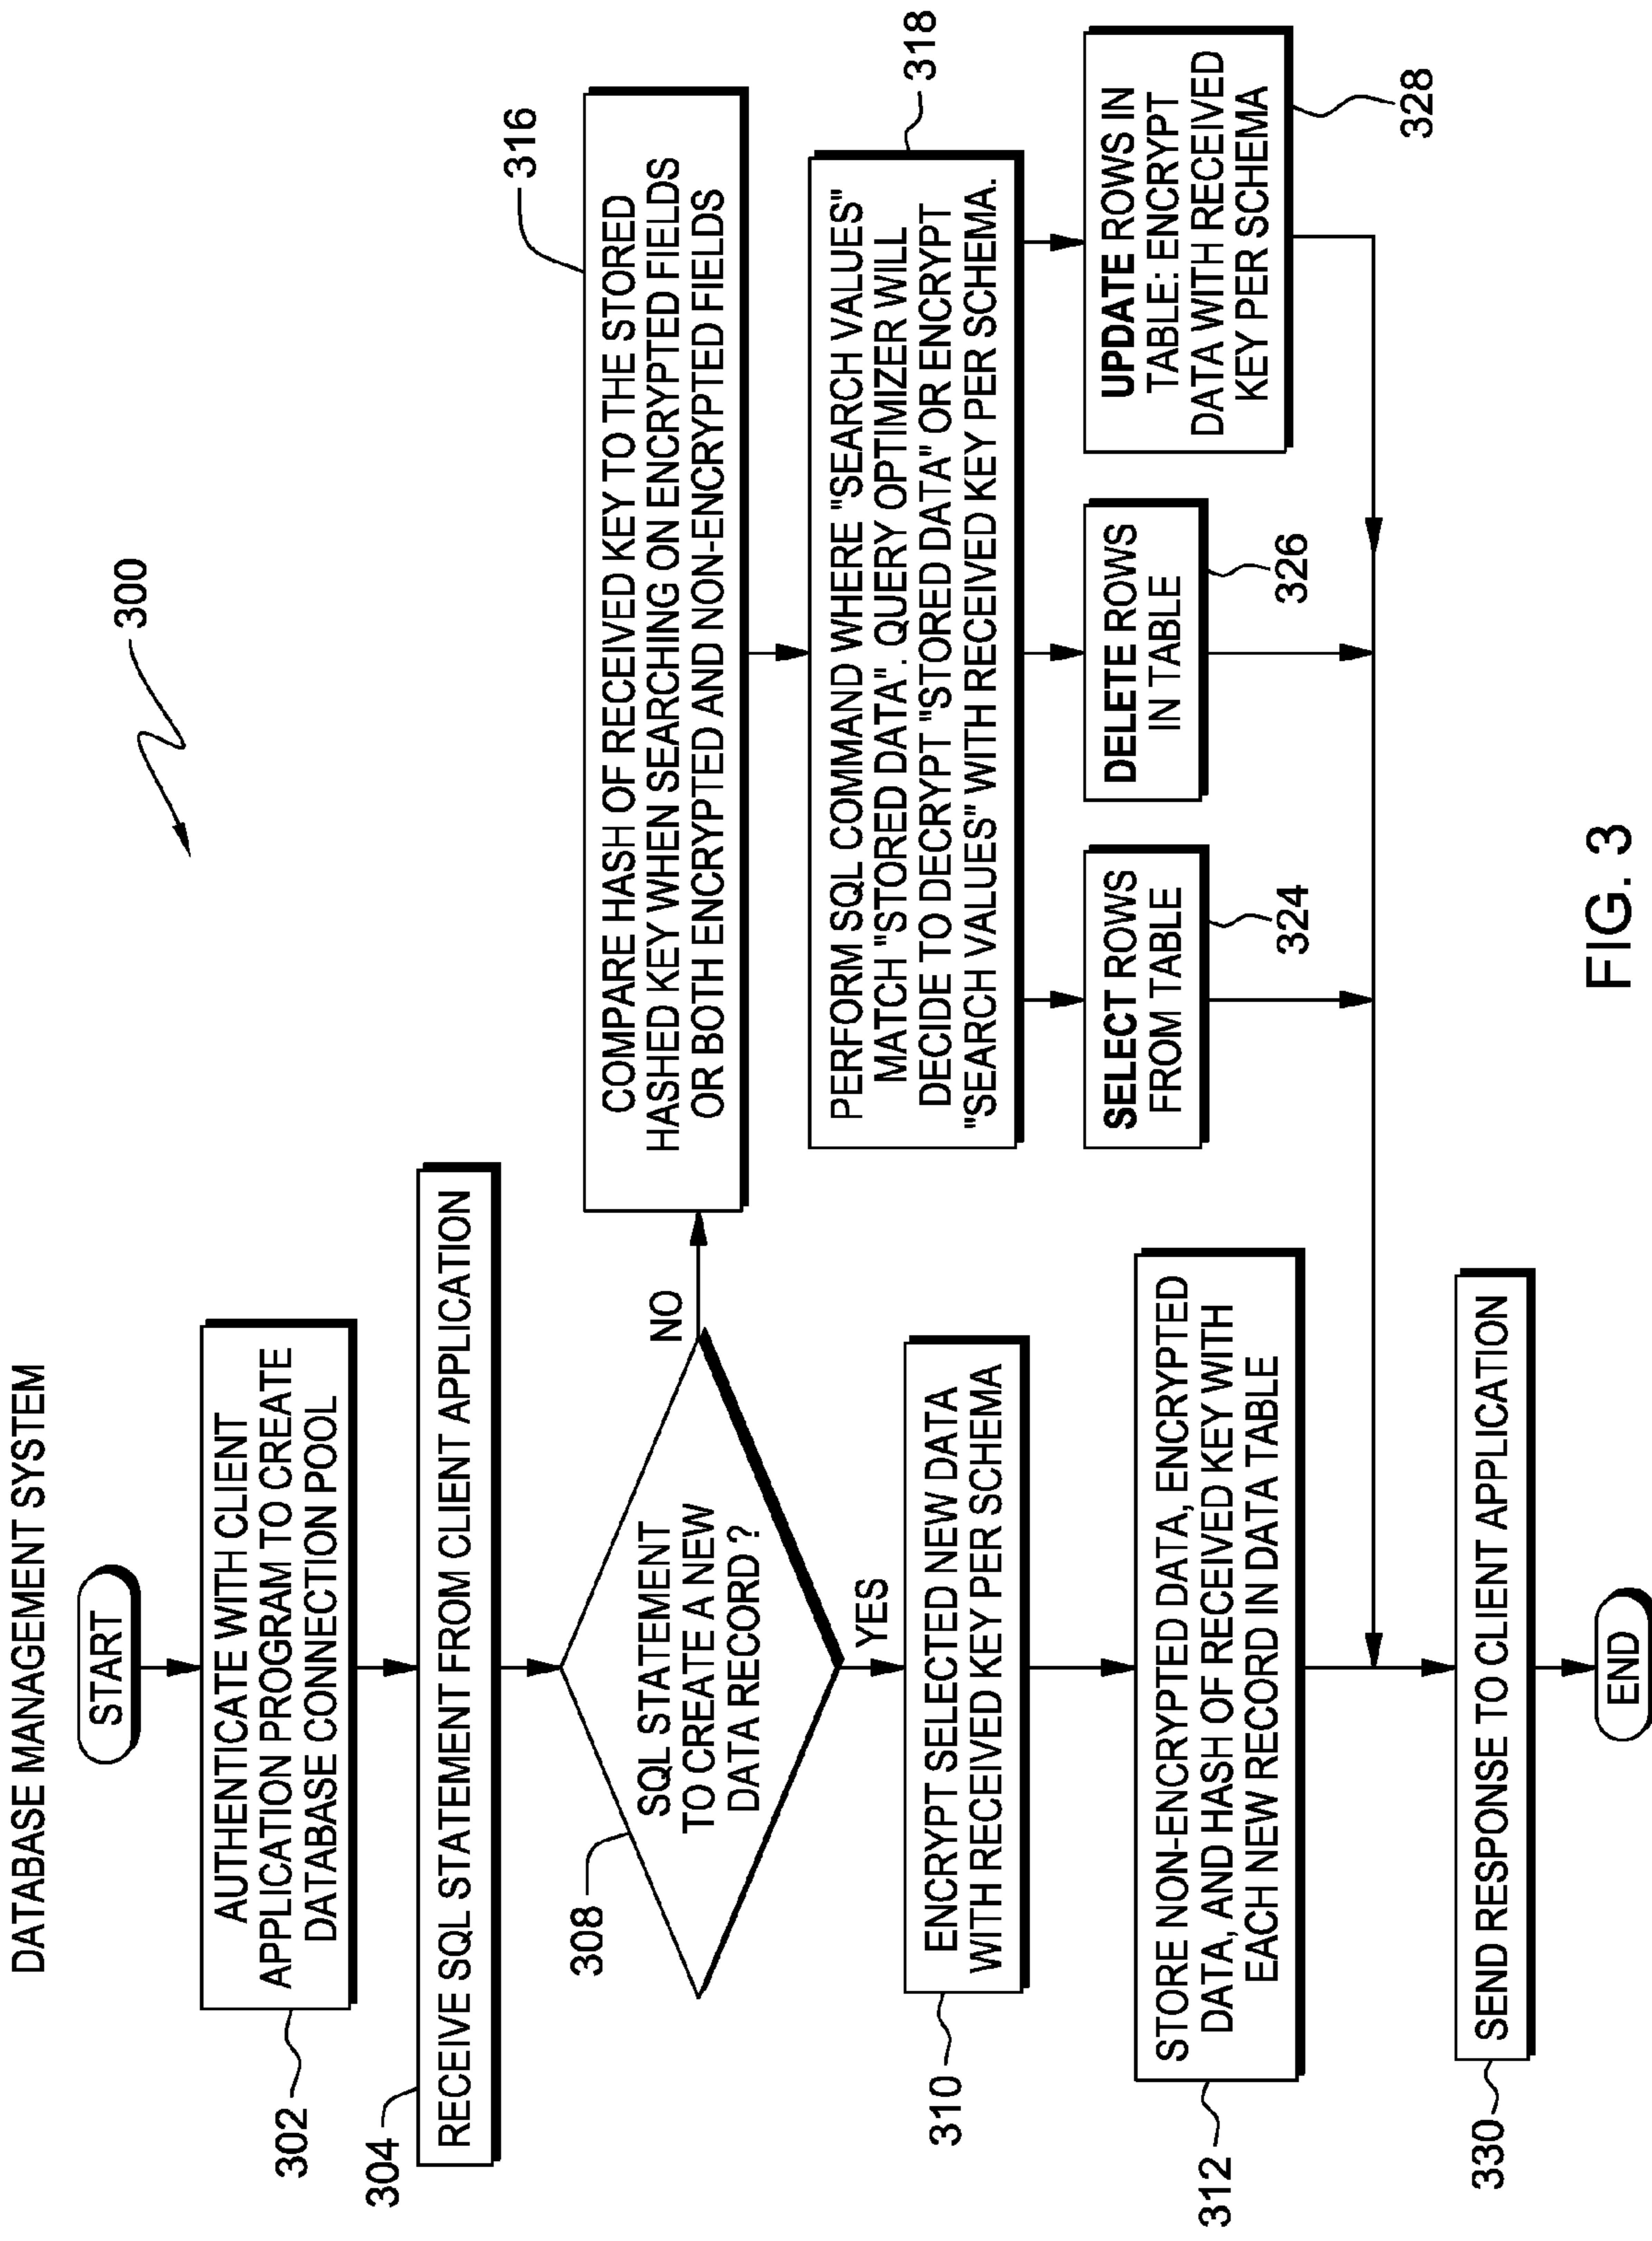 DATABASE MANAGEMENT SYSTEM
300
START
AUTHENTICATE WITH CLIENT
APPLICATION PROGRAM TO CREATE
DATABASE CONNECTION POOL
302
RECEIVE SQL STATEMENT FROM CLIENT APPLICATION
304
SQL STATEMENT
TO CREATE A NEW
DATA RECORD?
308
NO
YES
COMPARE HASH OF RECEIVED KEY TO THE STORED
HASHED KEY WHEN SEARCHING ON ENCRYPTED FIELDS
OR BOTH ENCRYPTED AND NON-ENCRYPTED FIELDS
316
PERFORM SQL COMMAND WHERE "SEARCH VALUES"
MATCH "STORED DATA". QUERY OPTIMIZER WILL
DECIDE TO DECRYPT "STORED DATA" OR ENCRYPT
"SEARCH VALUES" WITH RECEIVED KEY PER SCHEMA.
318
ENCRYPT SELECTED NEW DATA
WITH RECEIVED KEY PER SCHEMA
310
SELECT ROWS
FROM TABLE
324
DELETE ROWS
IN TABLE
326
UPDATE ROWS IN
TABLE: ENCRYPT
DATA WITH RECEIVED
KEY PER SCHEMA
328
STORE NON-ENCRYPTED DATA, ENCRYPTED
DATA, AND HASH OF RECEIVED KEY WITH
EACH NEW RECORD IN DATA TABLE
312
SEND RESPONSE TO CLIENT APPLICATION
330
END
FIG. 3